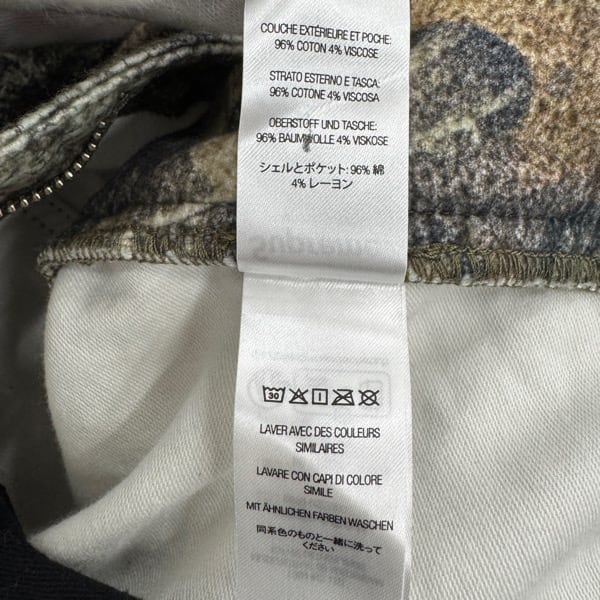 COUCHE EXTÉRIEURE ET POCHE:
96% COTON 4% VISCOSE
STRATO ESTERNO E TASCA:
96% COTONE 4% VISCOSA
OBERSTOFF UND TASCHE:
96% BAUMWOLLE 4% VISKOSE
シェルとポケット: 96% 綿
4% レーヨン
Supreme
30
LAVER AVEC DES COULEURS
SIMILAIRES
LAVARE CON CAPI DI COLORE
SIMILE
MIT ÄHNLICHEN FARBEN WASCHEN
同系色のものと一緒に洗って
ください